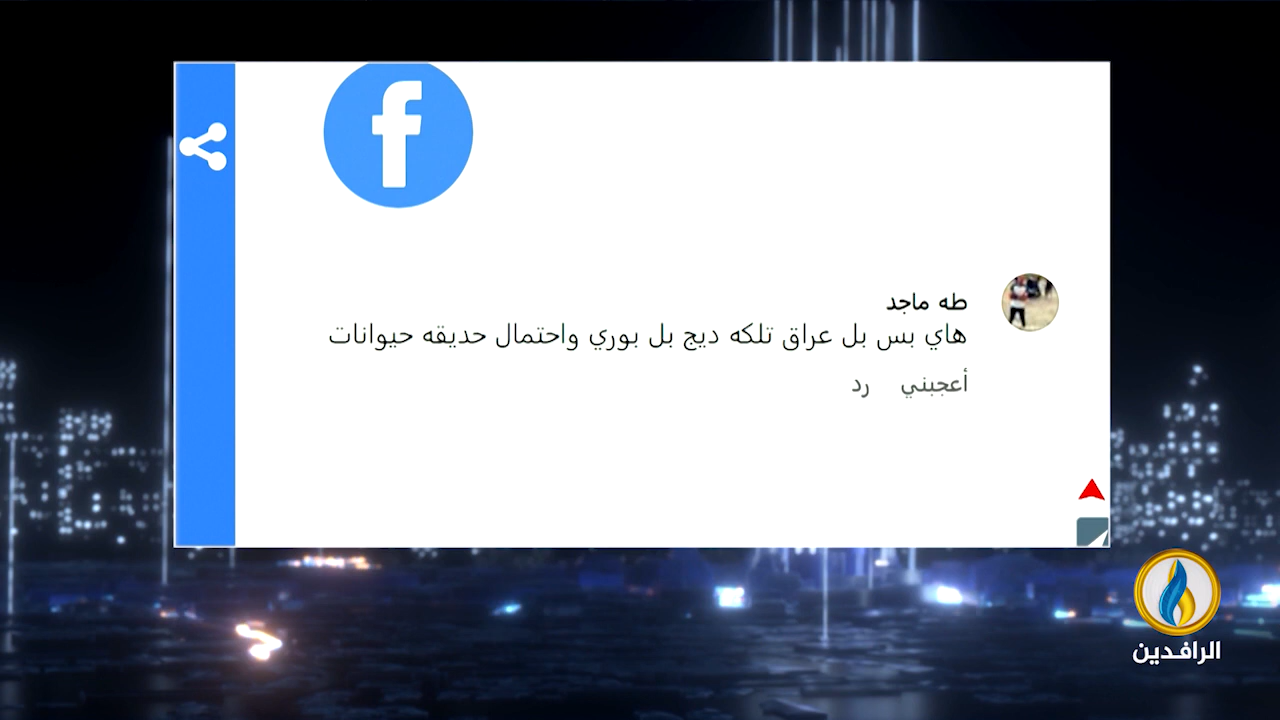 طه ماجد
هاي بس بل عراق تلكه ديج بل بوري واحتمال حديقه حيوانات
أعجبني رد
الرافدين